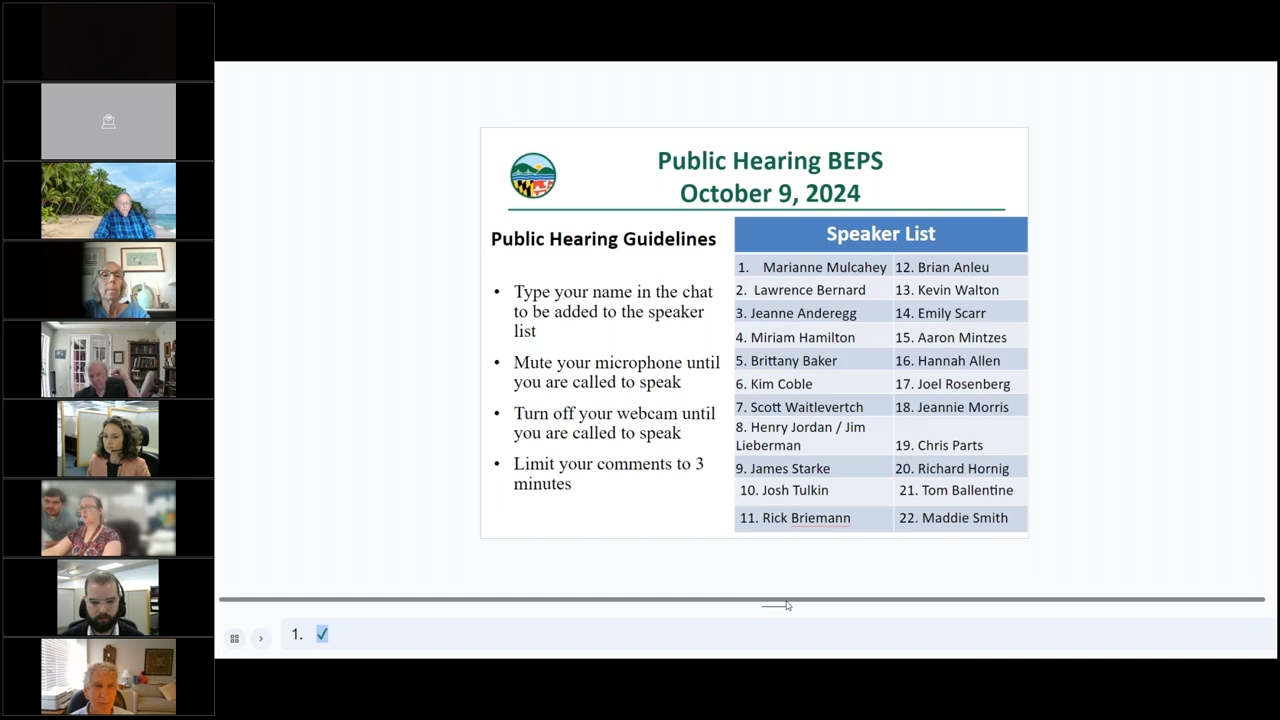 Public Hearing BEPS
October 9, 2024
Public Hearing Guidelines
• Type your name in the chat
to be added to the speaker
list
• Mute your microphone until
you are called to speak
• Turn off your webcam until
you are called to speak
• Limit your comments to 3
minutes
Speaker List
1. Marianne Mulcahey 12. Brian Anleu
2. Lawrence Bernard 13. Kevin Walton
3. Jeanne Anderegg 14. Emily Scarr
4. Miriam Hamilton 15. Aaron Mintzes
5. Brittany Baker 16. Hannah Allen
6. Kim Coble 17. Joel Rosenberg
7. Scott Waitlevertch 18. Jeannie Morris
8. Henry Jordan / Jim
Lieberman 19. Chris Parts
9. James Starke 20. Richard Hornig
10. Josh Tulkin 21. Tom Ballentine
11. Rick Briemann 22. Maddie Smith
1. ✓